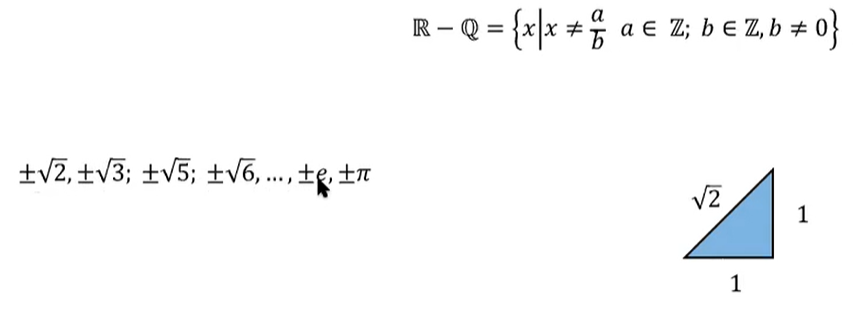 ℝ − ℚ = {x|x ≠ a/b a ∈ ℤ; b ∈ ℤ, b ≠ 0}
±√2, ±√3; ±√5; ±√6, ..., ±e, ±π
√2
1
1